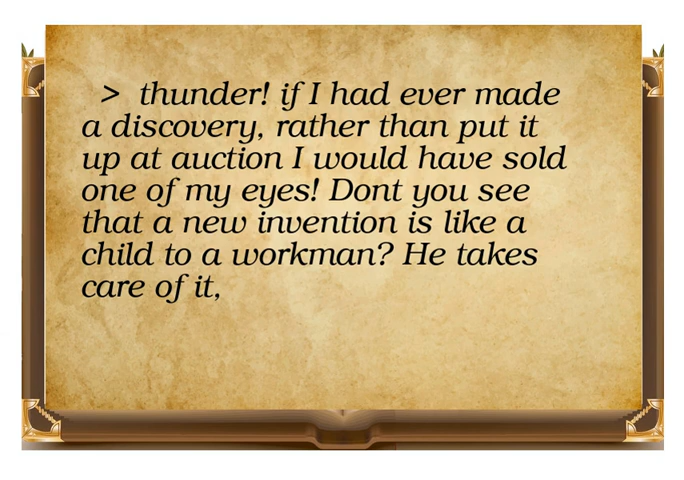 > thunder! if I had ever made
a discovery, rather than put it
up at auction I would have sold
one of my eyes! Dont you see
that a new invention is like a
child to a workman? He takes
care of it,